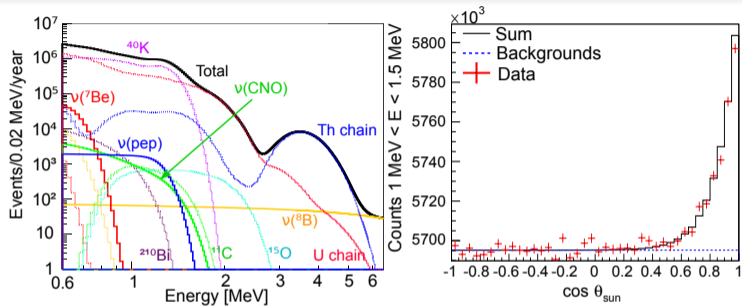 10⁷
10⁶
10⁵
10⁴
10³
10²
10
1
Events/0.02 MeV/year
⁴⁰K
Total
ν(⁷Be)
ν(CNO)
ν(pep)
Th chain
ν(⁸B)
²¹⁰Bi
¹¹C
¹⁵O
U chain
0.6 1 2 3 4 5 6
Energy [MeV]
×10³
Counts 1 MeV < E < 1.5 MeV
Sum
Backgrounds
Data
5800
5780
5760
5740
5720
5700
-1 -0.8 -0.6 -0.4 -0.2 0 0.2 0.4 0.6 0.8 1
cos θsun